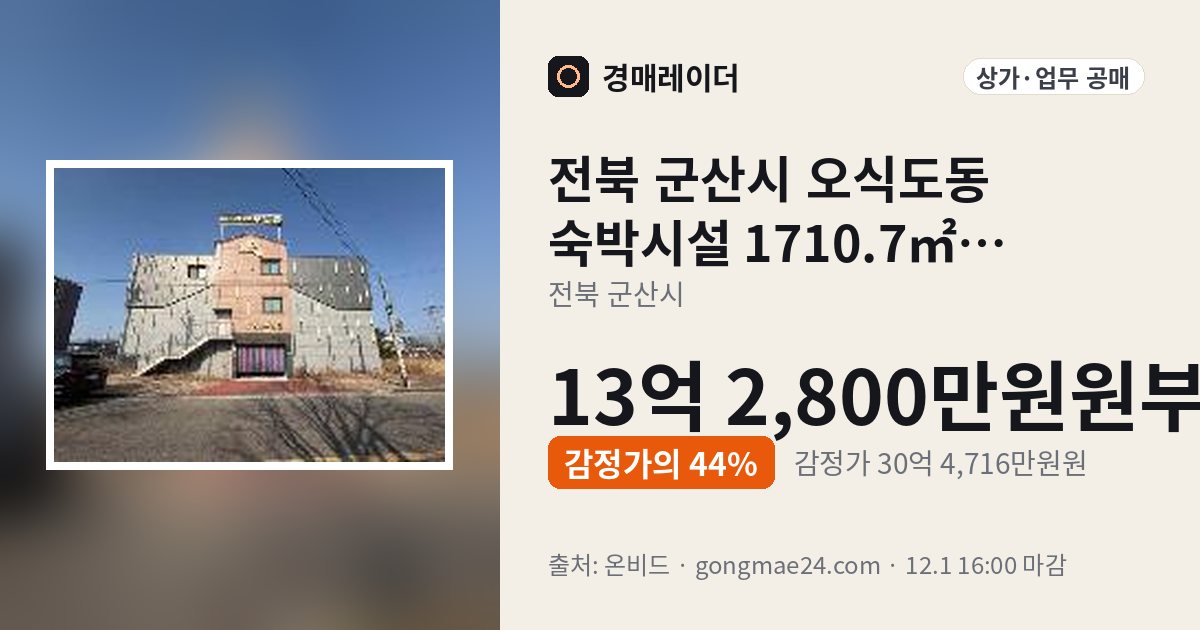 경매레이더
상가·업무 공매
전북 군산시 오식도동
숙박시설 1710.7㎡…
전북 군산시
13억 2,800만원원부
감정가의 44%
감정가 30억 4,716만원원
출처: 온비드 · gongmae24.com · 12.1 16:00 마감